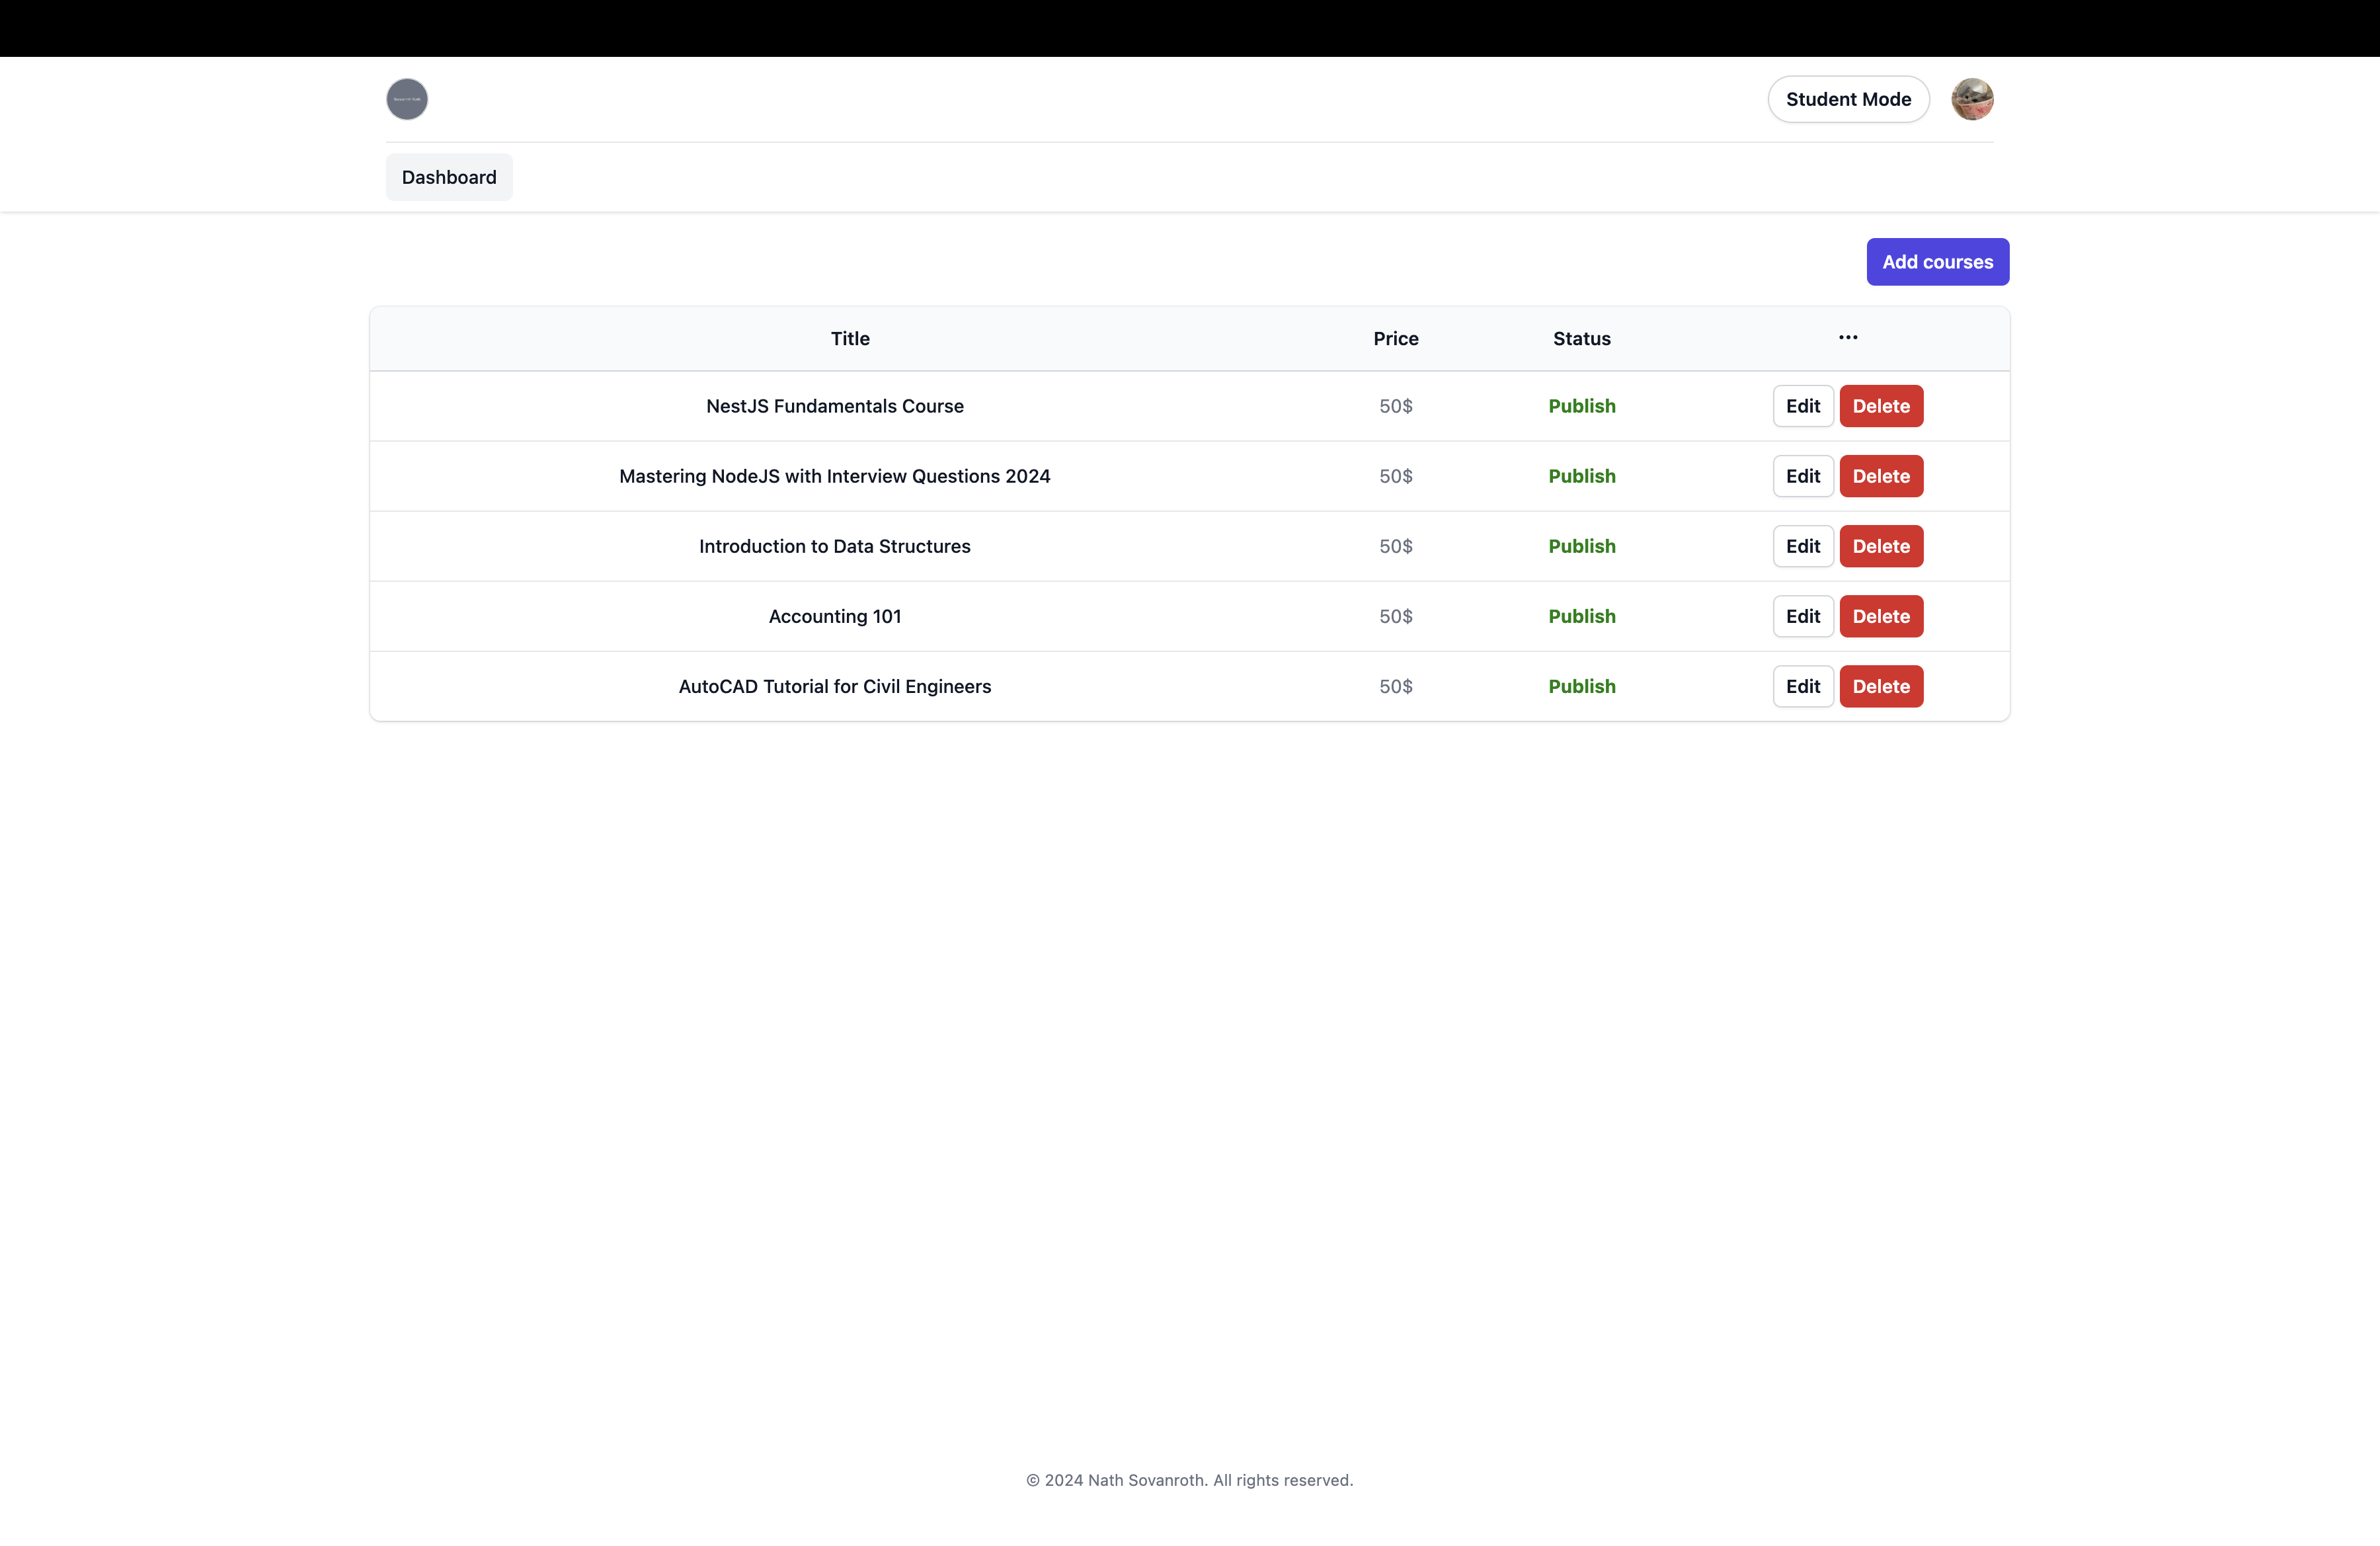 Student Mode
Dashboard
Add courses
Title Price Status ...
NestJS Fundamentals Course 50$ Publish Edit Delete
Mastering NodeJS with Interview Questions 2024 50$ Publish Edit Delete
Introduction to Data Structures 50$ Publish Edit Delete
Accounting 101 50$ Publish Edit Delete
AutoCAD Tutorial for Civil Engineers 50$ Publish Edit Delete
© 2024 Nath Sovanroth. All rights reserved.